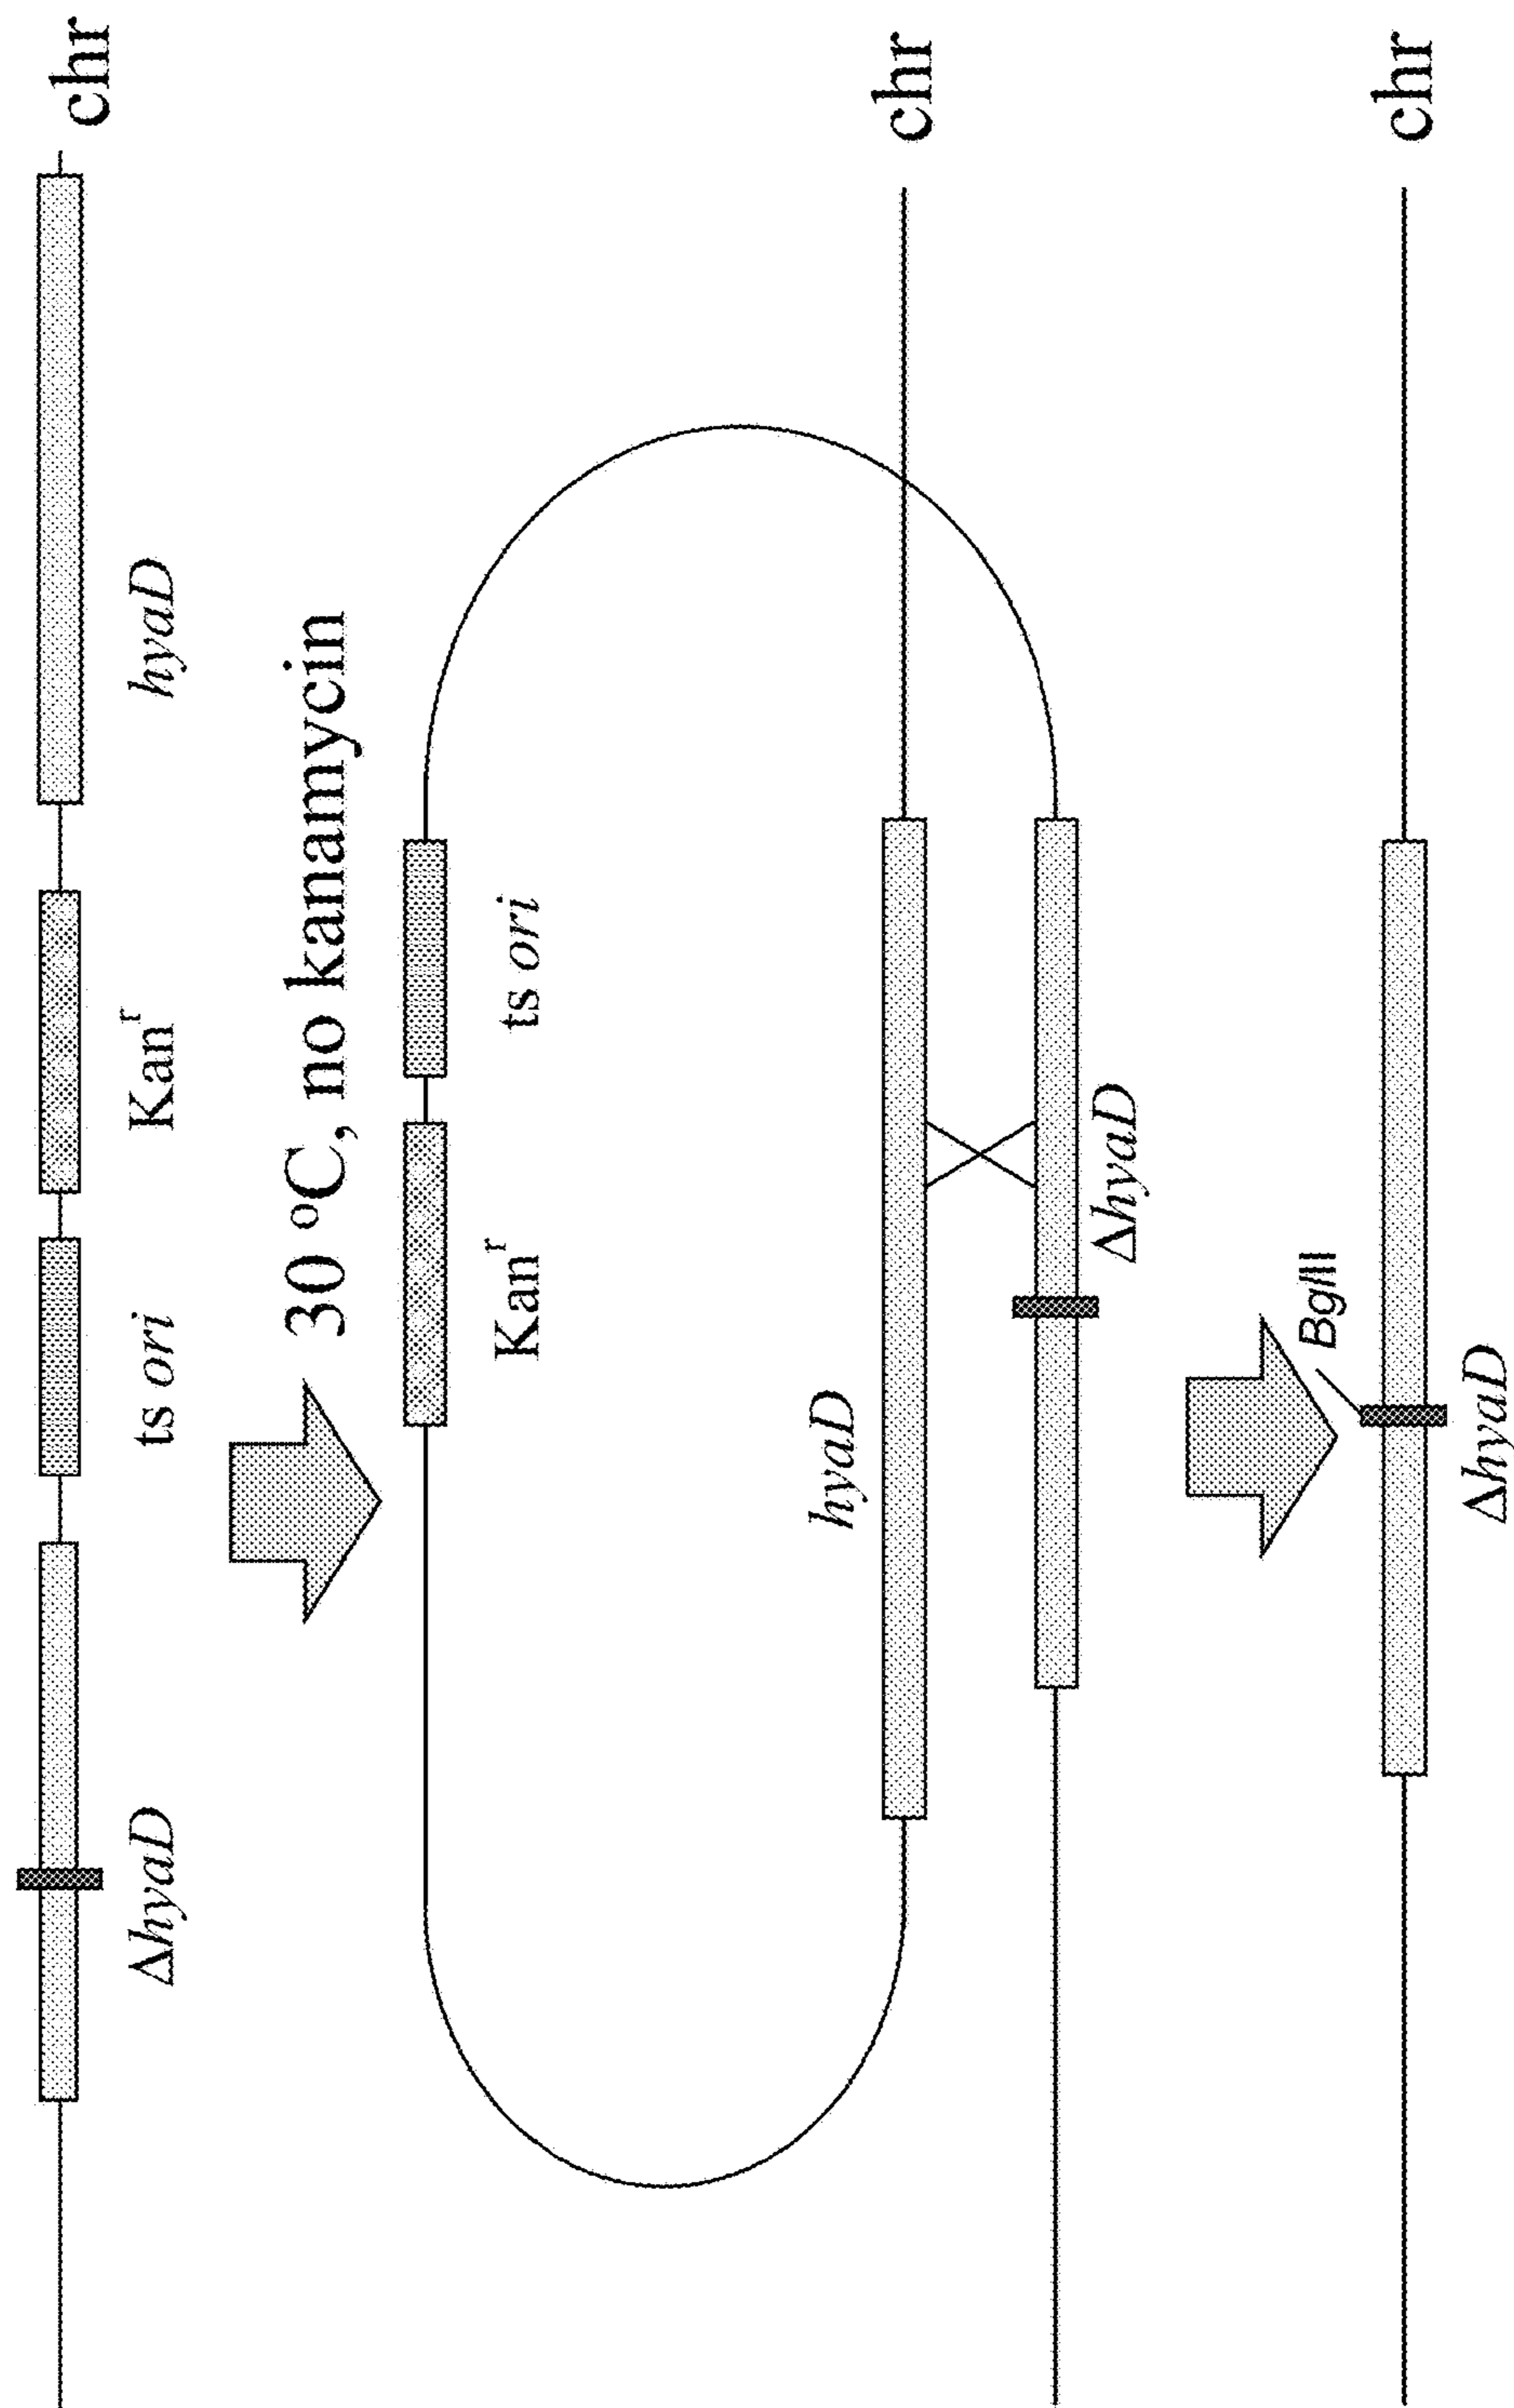 chr
ΔhyaD
ts ori
Kanʳ
hyaD
30 °C, no kanamycin
Kanʳ
ts ori
hyaD
chr
ΔhyaD
BglII
chr
ΔhyaD